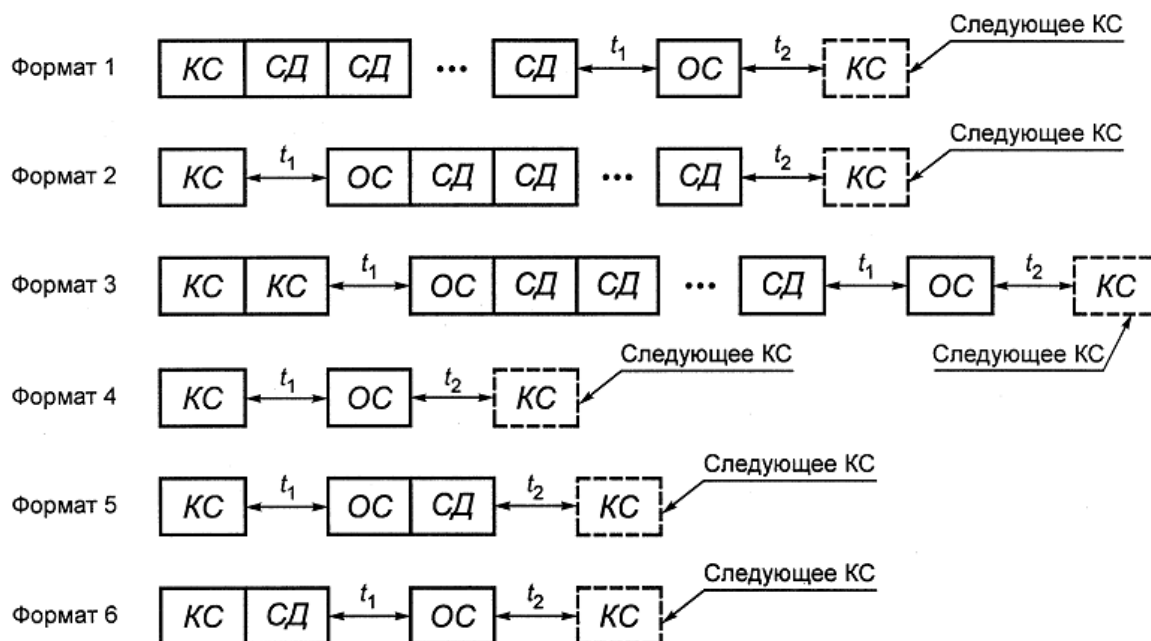 Следующее КС
Формат 1 КС СД СД ... СД t1 ОС t2 КС
Следующее КС
Формат 2 КС t1 ОС СД СД ... СД t2 КС
Формат 3 КС КС t1 ОС СД СД ... СД t1 ОС t2 КС
Следующее КС Следующее КС
Формат 4 КС t1 ОС t2 КС
Следующее КС
Формат 5 КС t1 ОС СД t2 КС
Следующее КС
Формат 6 КС СД t1 ОС t2 КС